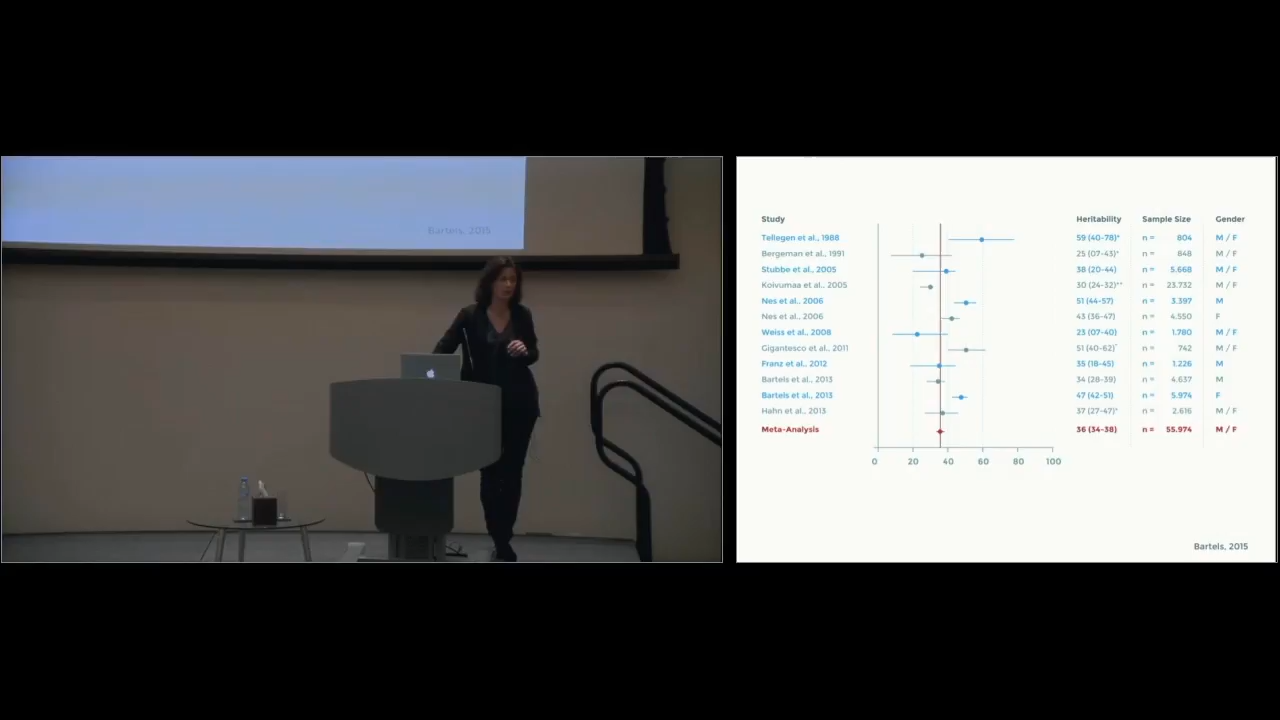 Bartels, 2015
Study Heritability Sample Size Gender
Tellegen et al., 1988 59 (40-78)* n = 804 M / F
Bergeman et al., 1991 25 (07-43)* n = 848 M / F
Stubbe et al., 2005 38 (20-44) n = 5.668 M / F
Koivumaa et al., 2005 30 (24-32)** n = 23.732 M / F
Nes et al., 2006 51 (44-57) n = 3.397 M
Nes et al., 2006 43 (36-47) n = 4.550 F
Weiss et al., 2008 23 (07-40) n = 1.780 M / F
Gigantesco et al., 2011 51 (40-62)* n = 742 M / F
Franz et al., 2012 35 (18-45) n = 1.226 M
Bartels et al., 2013 34 (28-39) n = 4.637 M
Bartels et al., 2013 47 (42-51) n = 5.974 F
Hahn et al., 2013 37 (27-47)* n = 2.616 M / F
Meta-Analysis 36 (34-38) n = 55.974 M / F
0 20 40 60 80 100
Bartels, 2015